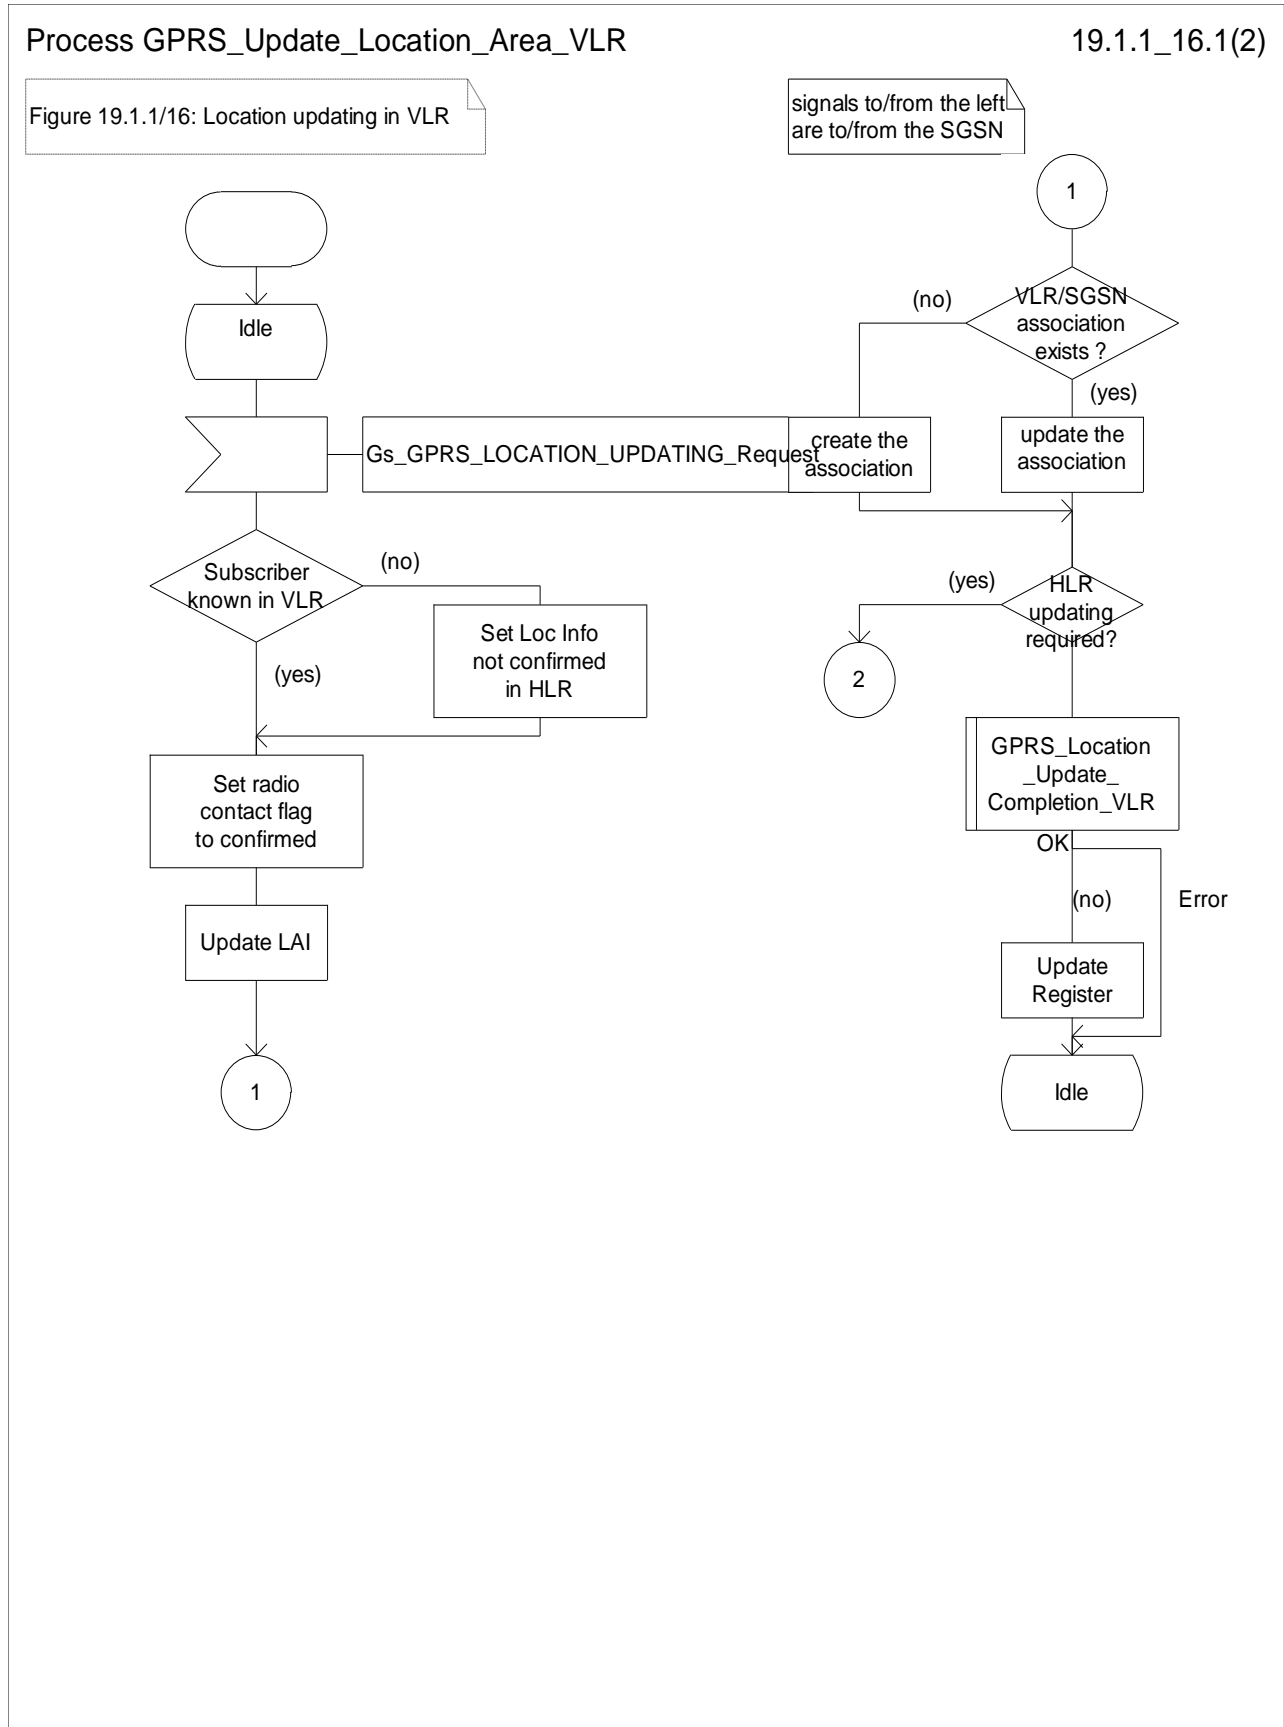 Process GPRS_Update_Location_Area_VLR
19.1.1_16.1(2)
Figure 19.1.1/16: Location updating in VLR
signals to/from the left
are to/from the SGSN
Idle
Gs_GPRS_LOCATION_UPDATING_Request
Subscriber
known in VLR
(no)
Set Loc Info
not confirmed
in HLR
(yes)
Set radio
contact flag
to confirmed
Update LAI
1
1
VLR/SGSN
association
exists ?
(no)
(yes)
create the
association
update the
association
HLR
updating
required?
(yes)
2
GPRS_Location
_Update_
Completion_VLR
OK
(no)
Error
Update
Register
Idle